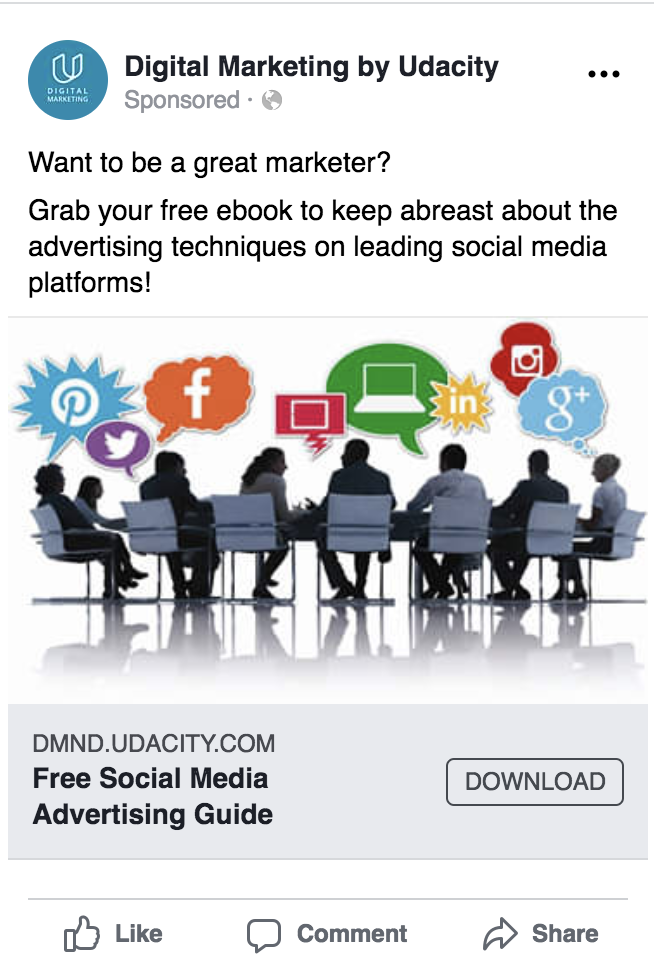 Digital Marketing by Udacity
DIGITAL
MARKETING
Sponsored ·
Want to be a great marketer?
Grab your free ebook to keep abreast about the
advertising techniques on leading social media
platforms!
f
in
g+
DMND.UDACITY.COM
Free Social Media
Advertising Guide
DOWNLOAD
Like
Comment
Share